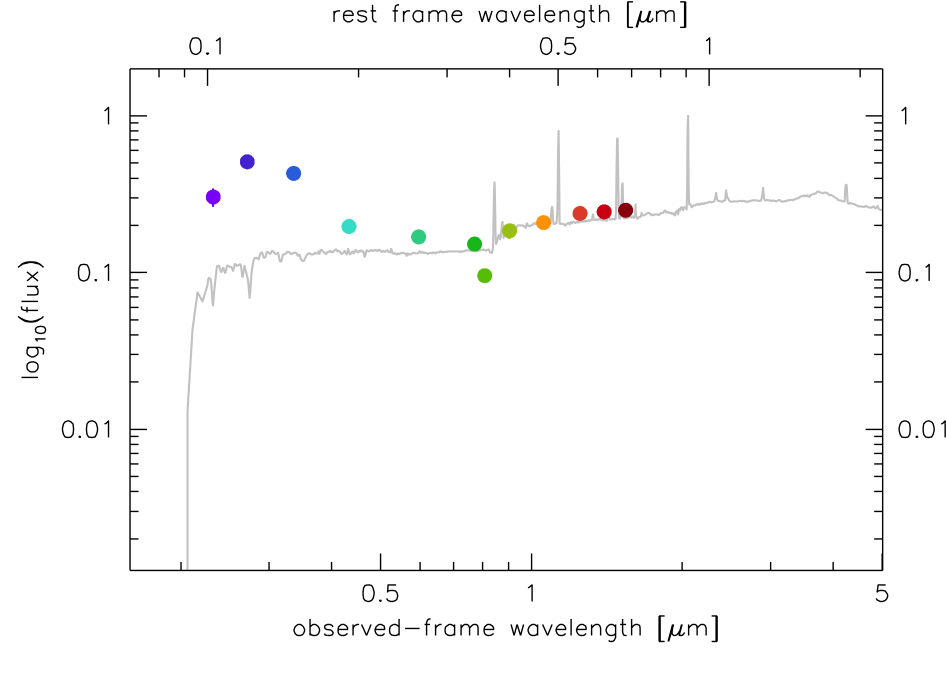 rest frame wavelength [μm]
0.1 0.5 1
1 1
0.1 0.1
0.01 0.01
log10(flux)
0.5 1 5
observed-frame wavelength [μm]